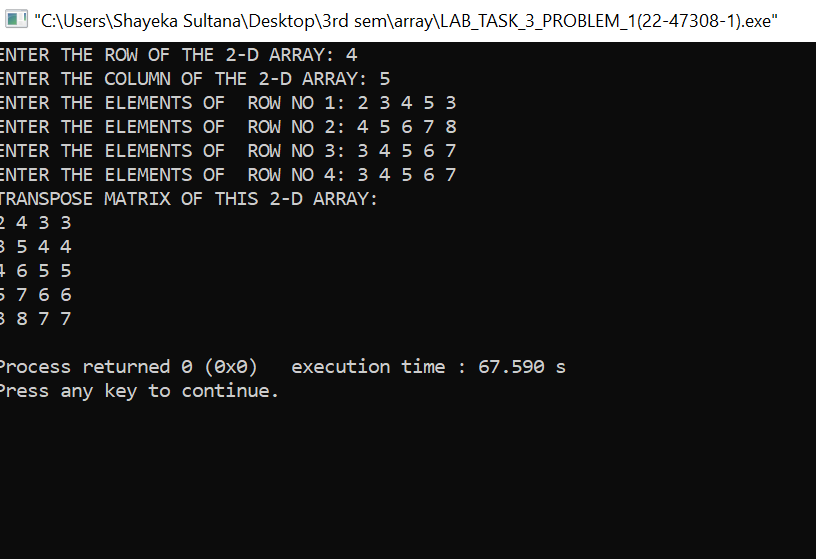 "C:\Users\Shayeka Sultana\Desktop\3rd sem\array\LAB_TASK_3_PROBLEM_1(22-47308-1).exe"
ENTER THE ROW OF THE 2-D ARRAY: 4
ENTER THE COLUMN OF THE 2-D ARRAY: 5
ENTER THE ELEMENTS OF  ROW NO 1: 2 3 4 5 3
ENTER THE ELEMENTS OF  ROW NO 2: 4 5 6 7 8
ENTER THE ELEMENTS OF  ROW NO 3: 3 4 5 6 7
ENTER THE ELEMENTS OF  ROW NO 4: 3 4 5 6 7
TRANSPOSE MATRIX OF THIS 2-D ARRAY:
2 4 3 3
3 5 4 4
4 6 5 5
5 7 6 6
3 8 7 7
Process returned 0 (0x0)   execution time : 67.590 s
Press any key to continue.